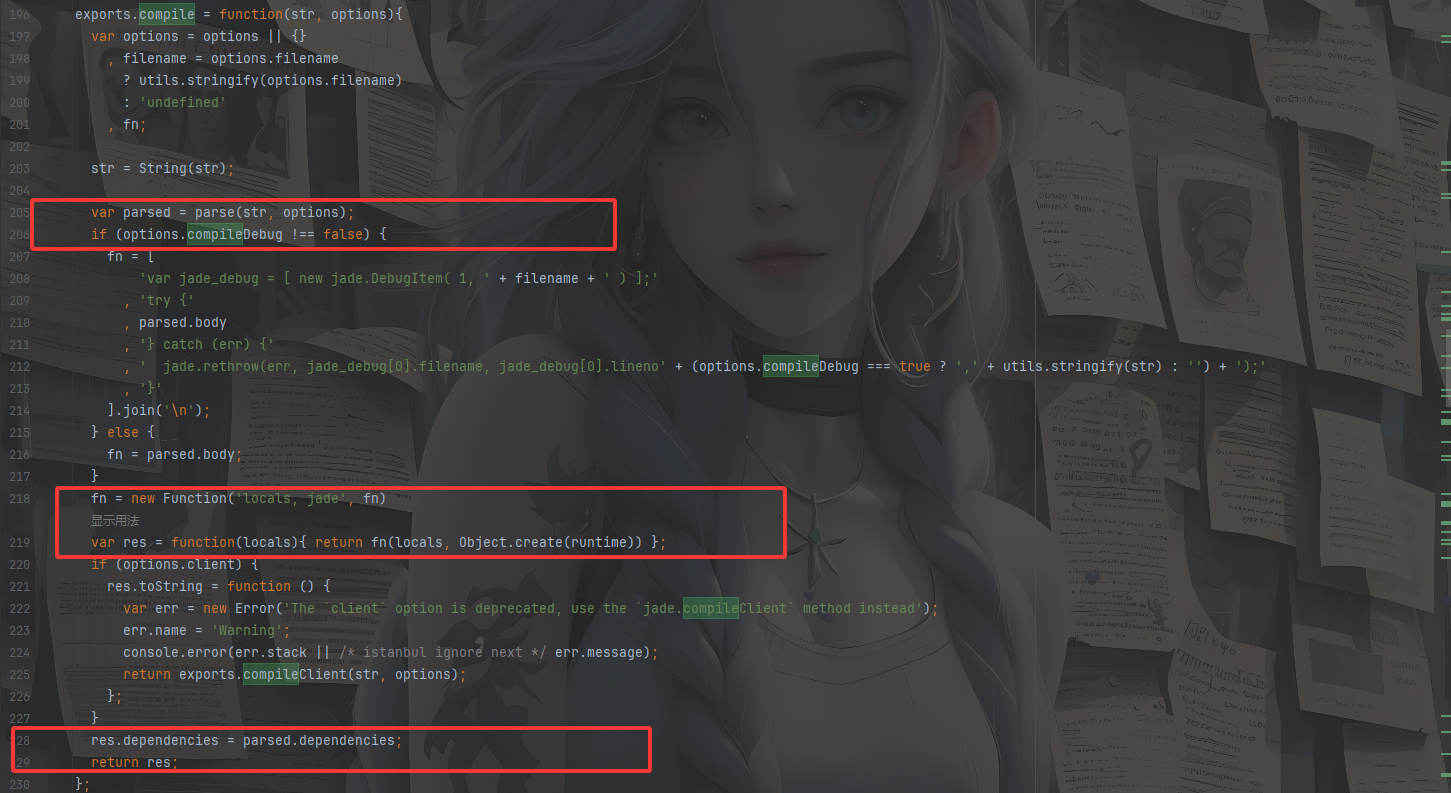 196 exports.compile = function(str, options){
197 var options = options || {}
198 , filename = options.filename
199 ? utils.stringify(options.filename)
200 : 'undefined'
201 , fn;
202
203 str = String(str);
204
205 var parsed = parse(str, options);
206 if (options.compileDebug !== false) {
207 fn = [
208 'var jade_debug = [ new jade.DebugItem( 1, ' + filename + ' ) ];'
209 , 'try {'
210 , parsed.body
211 , '} catch (err) {'
212 , ' jade.rethrow(err, jade_debug[0].filename, jade_debug[0].lineno' + (options.compileDebug === true ? ',' + utils.stringify(str) : '') + ');'
213 , '}'
214 ].join('\n');
215 } else {
216 fn = parsed.body;
217 }
218 fn = new Function('locals, jade', fn)
显示用法
219 var res = function(locals){ return fn(locals, Object.create(runtime)) };
220 if (options.client) {
221 res.toString = function () {
222 var err = new Error('The `client` option is deprecated, use the `jade.compileClient` method instead');
223 err.name = 'Warning';
224 console.error(err.stack || /* istanbul ignore next */ err.message);
225 return exports.compileClient(str, options);
226 };
227 }
228 res.dependencies = parsed.dependencies;
229 return res;
230 };